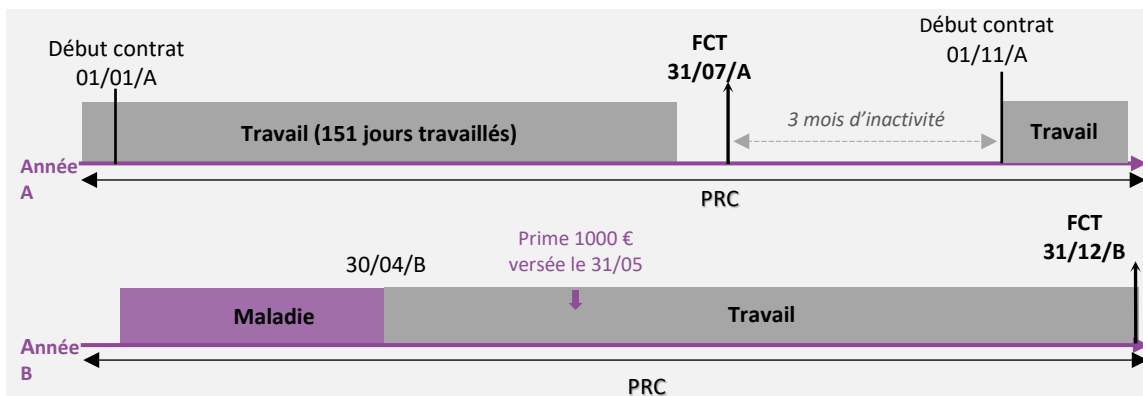 Début contrat
01/01/A
FCT
31/07/A
Début contrat
01/11/A
Travail (151 jours travaillés)
3 mois d’inactivité
Travail
Année
A
PRC
Prime 1000 €
versée le 31/05
FCT
31/12/B
30/04/B
Maladie
Travail
Année
B
PRC